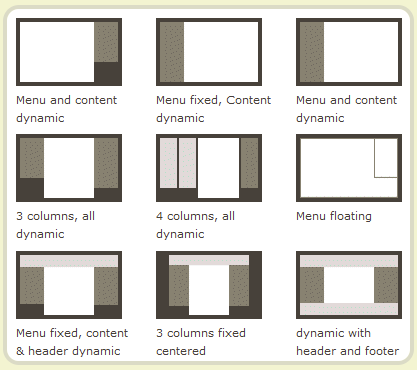 Menu and content
dynamic
Menu fixed, Content
dynamic
Menu and content
dynamic
3 columns, all
dynamic
4 columns, all
dynamic
Menu floating
Menu fixed, content
& header dynamic
3 columns fixed
centered
dynamic with
header and footer